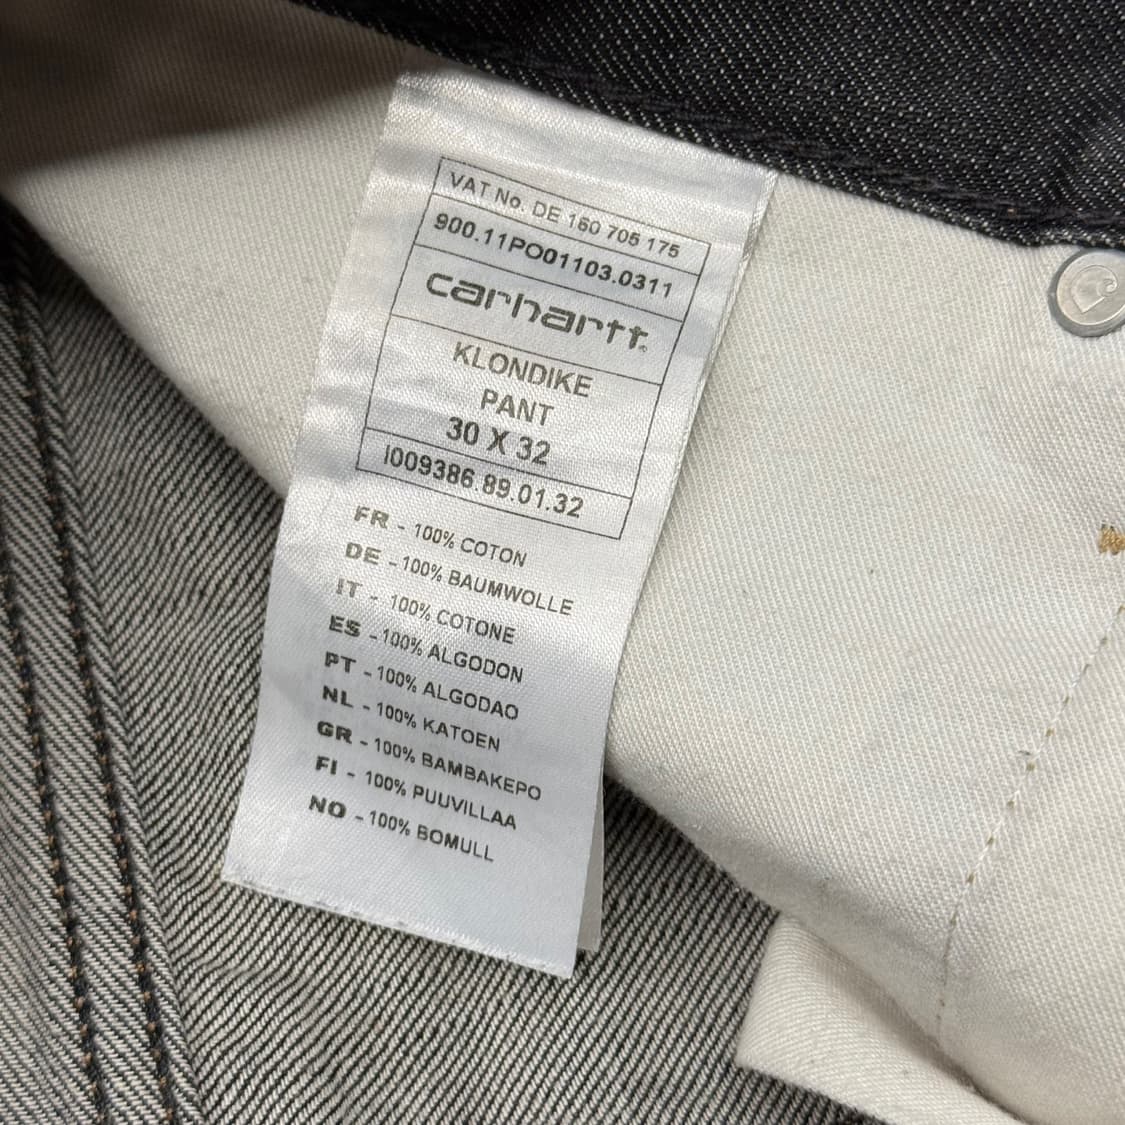 VAT No. DE 160 705 175
900.11PO01103.0311
carhartt®
KLONDIKE
PANT
30 X 32
I009386.89.01.32
FR - 100% COTON
DE - 100% BAUMWOLLE
IT - 100% COTONE
ES - 100% ALGODON
PT - 100% ALGODAO
NL - 100% KATOEN
GR - 100% BAMBAKEPO
FI - 100% PUUVILLAA
NO - 100% BOMULL